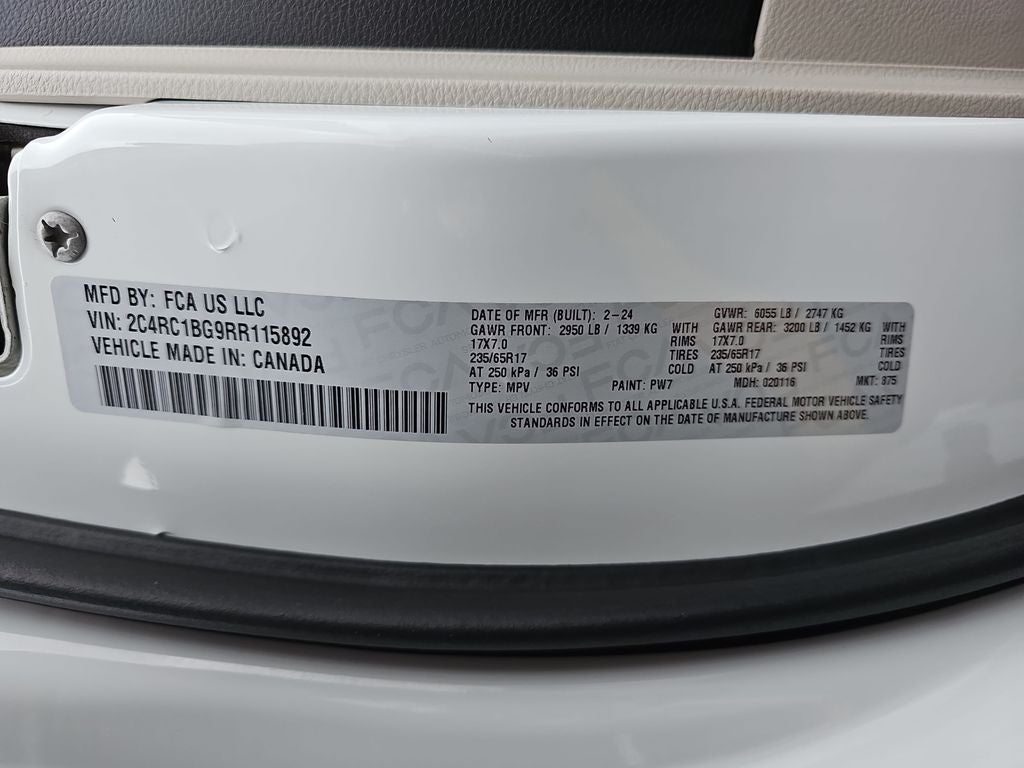 MFD BY: FCA US LLC
VIN: 2C4RC1BG9RR115892
VEHICLE MADE IN: CANADA
DATE OF MFR (BUILT): 2-24 GVWR: 6055 LB / 2747 KG
GAWR FRONT: 2950 LB / 1339 KG WITH GAWR REAR: 3200 LB / 1452 KG WITH
17X7.0 RIMS 17X7.0 RIMS
235/65R17 TIRES 235/65R17 TIRES
AT 250 kPa / 36 PSI COLD AT 250 kPa / 36 PSI COLD
TYPE: MPV PAINT: PW7 MDH: 020116 MKT: 875
THIS VEHICLE CONFORMS TO ALL APPLICABLE U.S.A. FEDERAL MOTOR VEHICLE SAFETY
STANDARDS IN EFFECT ON THE DATE OF MANUFACTURE SHOWN ABOVE.